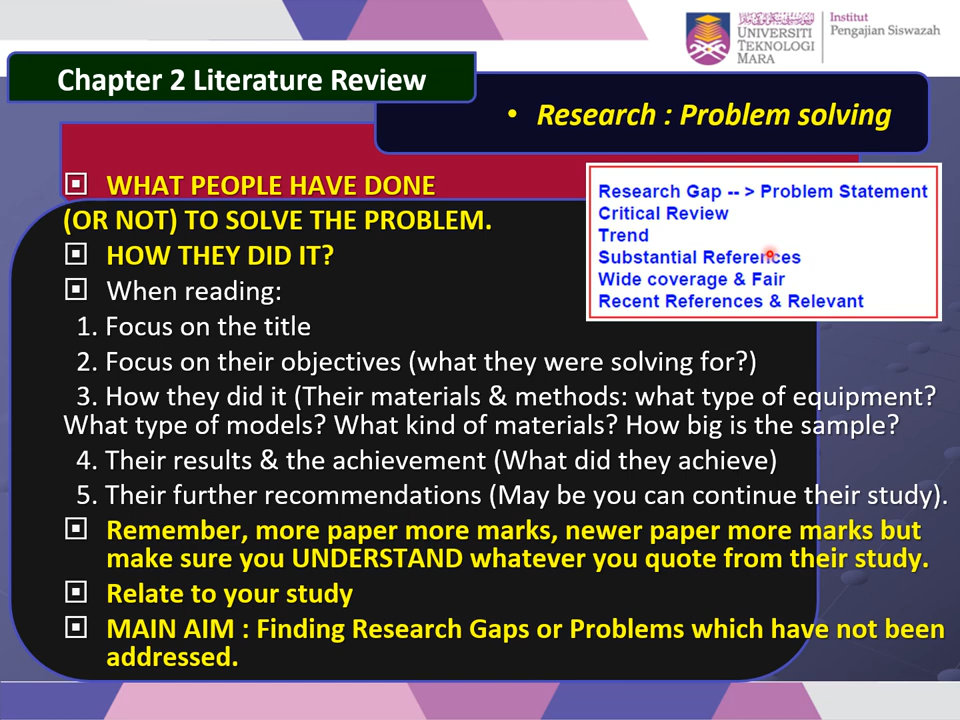 UNIVERSITI
TEKNOLOGI
MARA
Institut
Pengajian Siswazah
Chapter 2 Literature Review
• Research : Problem solving
WHAT PEOPLE HAVE DONE
(OR NOT) TO SOLVE THE PROBLEM.
HOW THEY DID IT?
When reading:
1. Focus on the title
2. Focus on their objectives (what they were solving for?)
3. How they did it (Their materials & methods: what type of equipment?
What type of models? What kind of materials? How big is the sample?
4. Their results & the achievement (What did they achieve)
5. Their further recommendations (May be you can continue their study).
Remember, more paper more marks, newer paper more marks but
make sure you UNDERSTAND whatever you quote from their study.
Relate to your study
MAIN AIM : Finding Research Gaps or Problems which have not been
addressed.
Research Gap -- > Problem Statement
Critical Review
Trend
Substantial References
Wide coverage & Fair
Recent References & Relevant